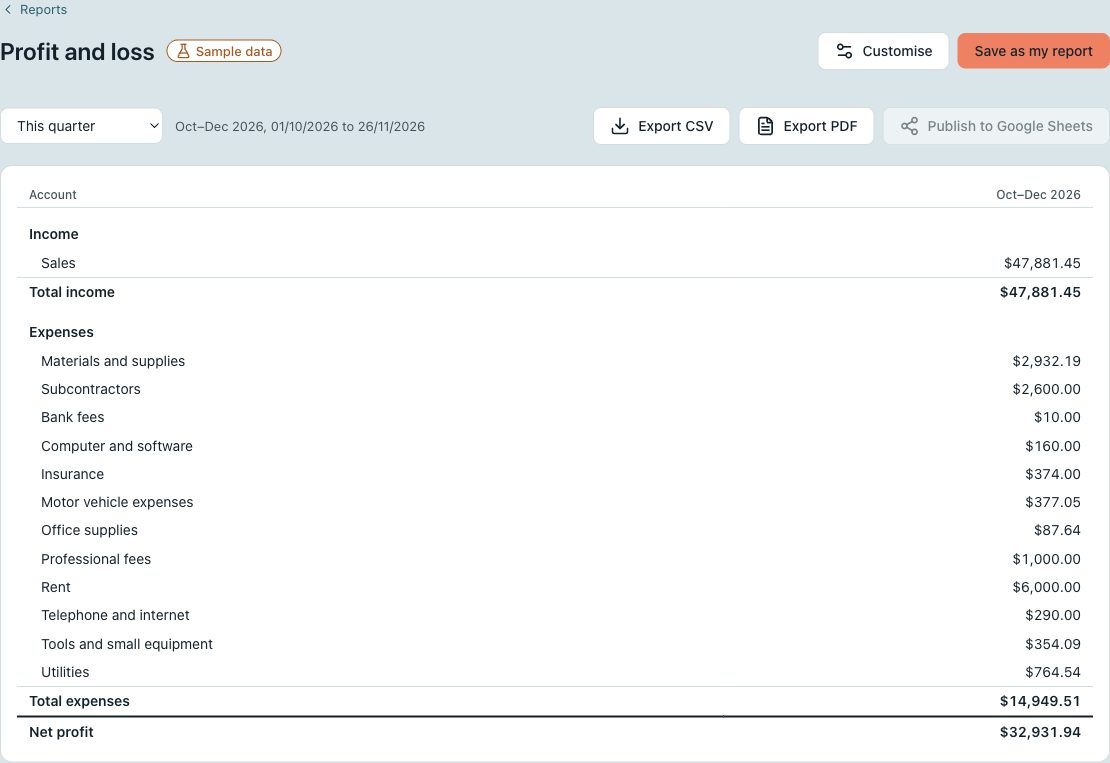 Reports
Profit and loss
Sample data
Customise
Save as my report
This quarter
Oct–Dec 2026, 01/10/2026 to 26/11/2026
Export CSV
Export PDF
Publish to Google Sheets
Account Oct–Dec 2026
Income
Sales $47,881.45
Total income $47,881.45
Expenses
Materials and supplies $2,932.19
Subcontractors $2,600.00
Bank fees $10.00
Computer and software $160.00
Insurance $374.00
Motor vehicle expenses $377.05
Office supplies $87.64
Professional fees $1,000.00
Rent $6,000.00
Telephone and internet $290.00
Tools and small equipment $354.09
Utilities $764.54
Total expenses $14,949.51
Net profit $32,931.94